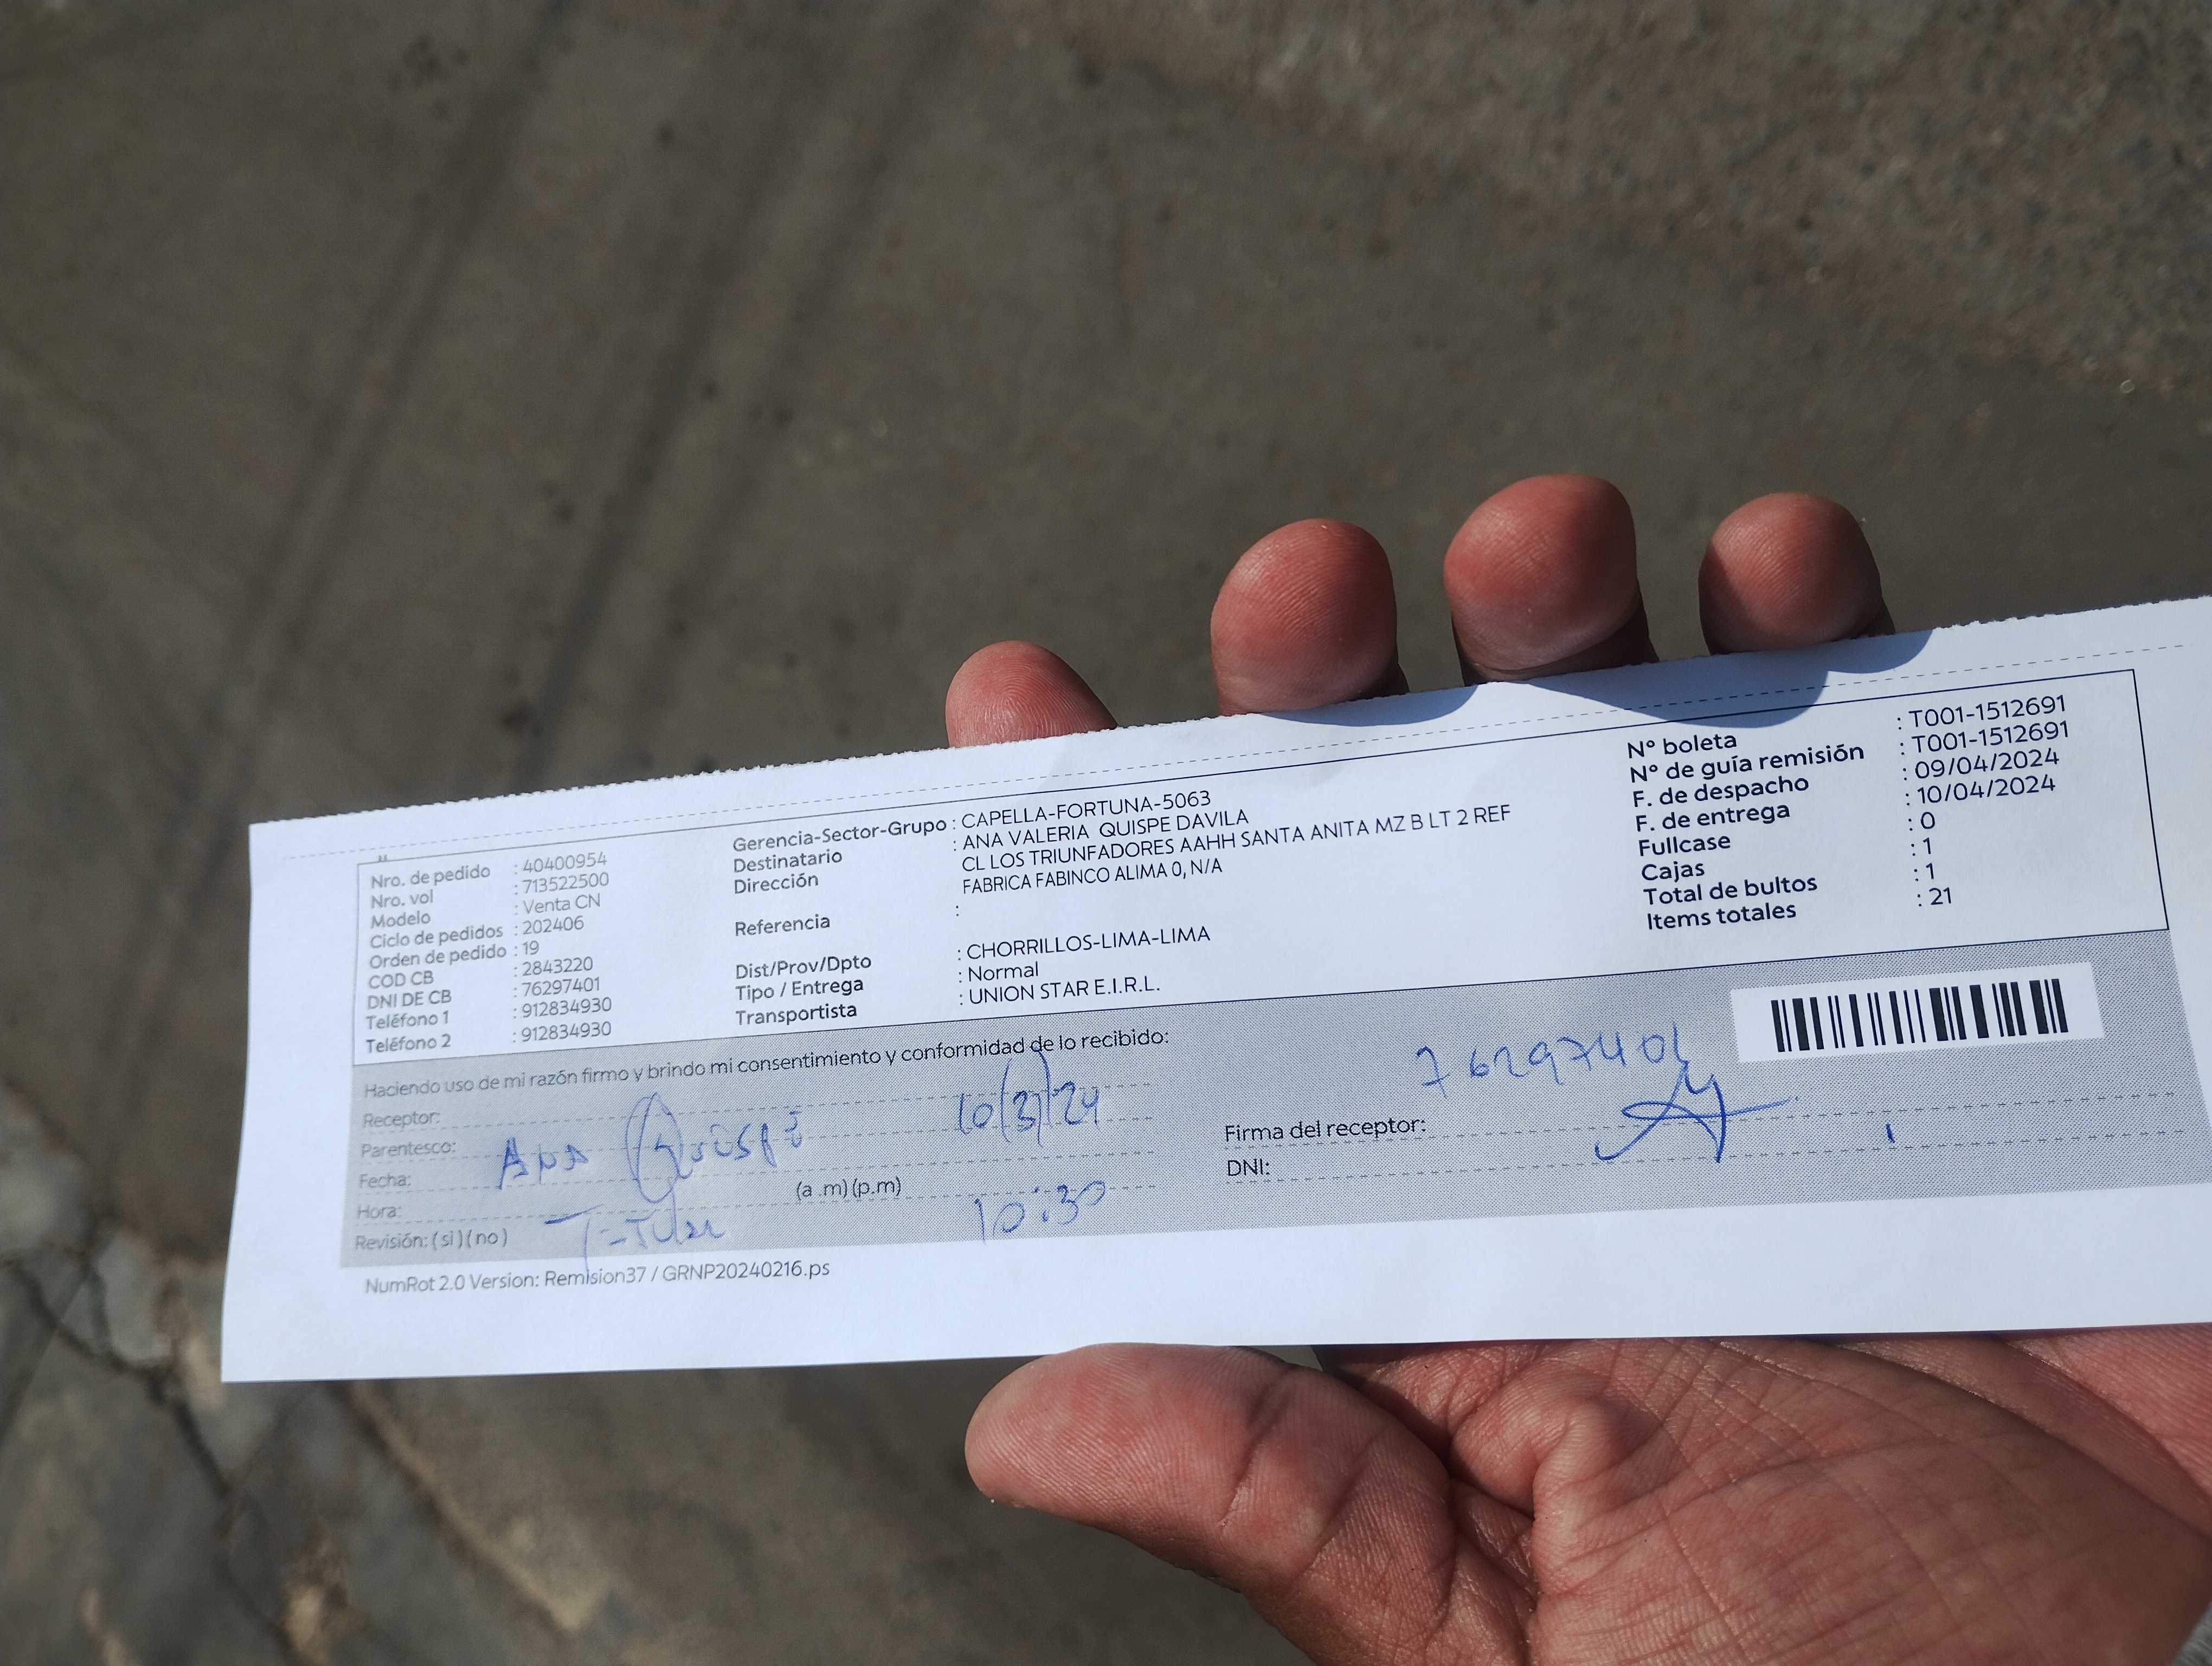 Nro. de pedido : 40400954
Nro. vol : 713522500
Modelo : Venta CN
Ciclo de pedidos : 202406
Orden de pedido : 19
COD CB : 2843220
DNI DE CB : 76297401
Teléfono 1 : 912834930
Teléfono 2 : 912834930
Gerencia-Sector-Grupo : CAPELLA-FORTUNA-5063
Destinatario : ANA VALERIA QUISPE DAVILA
Dirección CL LOS TRIUNFADORES AAHH SANTA ANITA MZ B LT 2 REF
FABRICA FABINCO ALIMA 0, N/A
Referencia :
Dist/Prov/Dpto : CHORRILLOS-LIMA-LIMA
Tipo / Entrega : Normal
Transportista : UNION STAR E.I.R.L.
N° boleta : T001-1512691
N° de guía remisión : T001-1512691
F. de despacho : 09/04/2024
F. de entrega : 10/04/2024
Fullcase : 0
Cajas : 1
Total de bultos : 1
Items totales : 21
Haciendo uso de mi razón firmo y brindo mi consentimiento y conformidad de lo recibido:
Receptor:
Parentesco: Ana Quispe 10/3/24
Fecha:
Hora: (a .m) (p.m) 10:30
Revisión: (si) (no)
76297401
Firma del receptor:
DNI:
NumRot 2.0 Version: Remision37 / GRNP20240216.ps